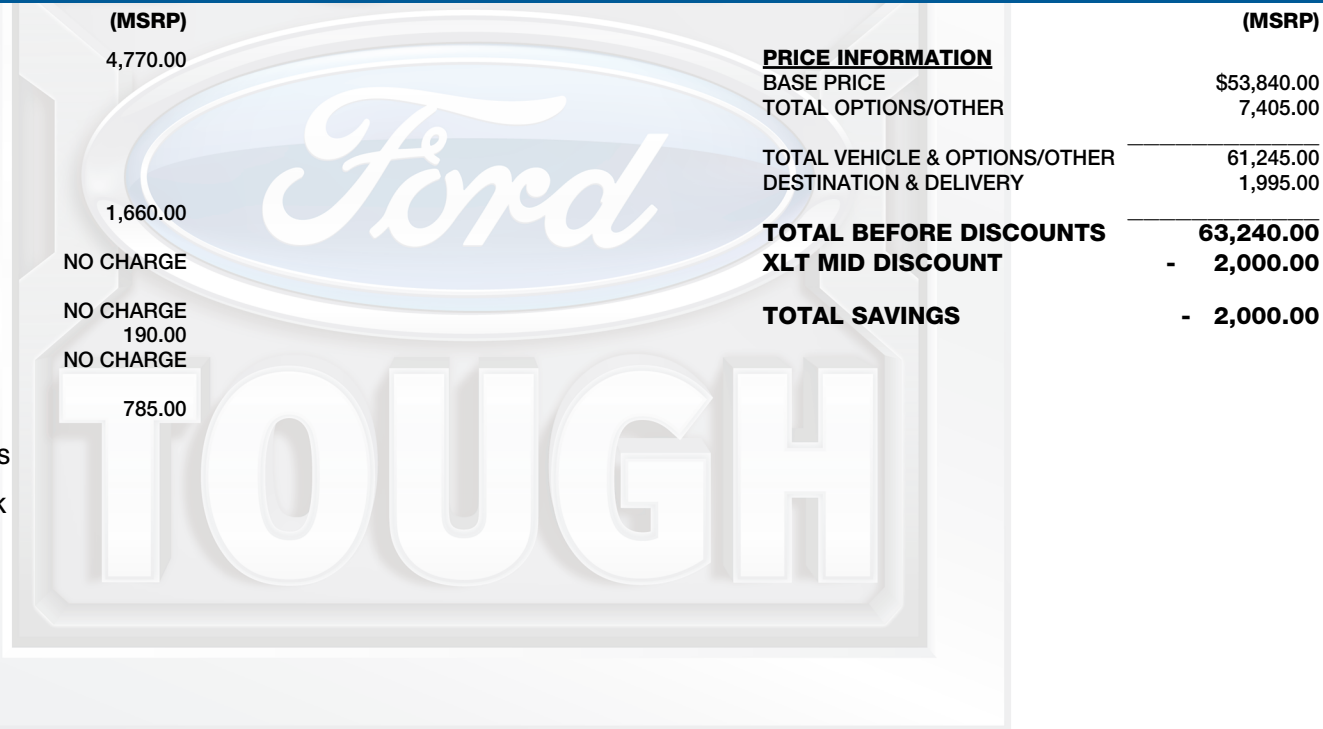 (MSRP)
4,770.00
1,660.00
NO CHARGE
NO CHARGE
190.00
NO CHARGE
785.00
S
K
(MSRP)
PRICE INFORMATION
BASE PRICE $53,840.00
TOTAL OPTIONS/OTHER 7,405.00
TOTAL VEHICLE & OPTIONS/OTHER 61,245.00
DESTINATION & DELIVERY 1,995.00
TOTAL BEFORE DISCOUNTS 63,240.00
XLT MID DISCOUNT - 2,000.00
TOTAL SAVINGS - 2,000.00
Ford
TOUGH